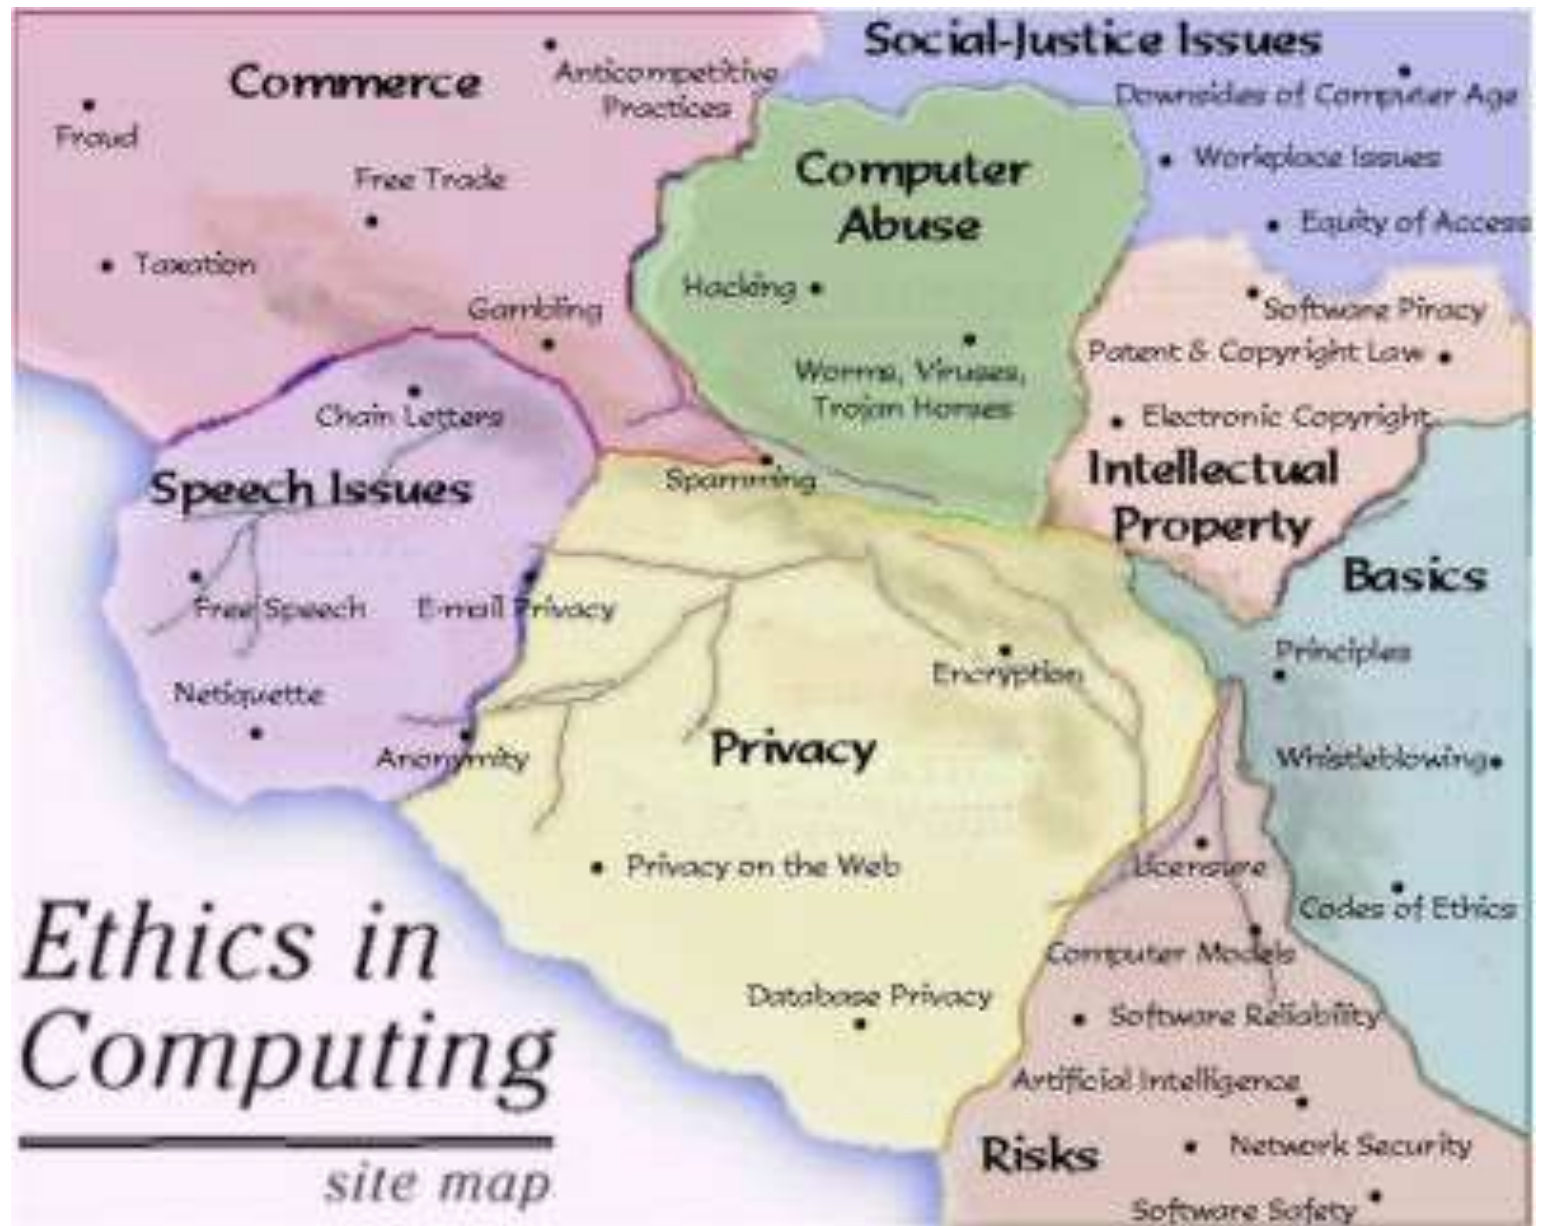 Social-Justice Issues
Commerce
Anticompetitive
Practices
Downsides of Computer Age
Fraud
Computer
Abuse
Workplace Issues
Free Trade
Equity of Access
Taxation
Hacking
Gambling
Software Piracy
Patent & Copyright Law
Worms, Viruses,
Trojan Horses
Chain Letters
Electronic Copyright
Speech Issues
Spamming
Intellectual
Property
Basics
Free Speech
E-mail Privacy
Principles
Encryption
Netiquette
Privacy
Anonymity
Whistleblowing
Privacy on the Web
Licensure
Codes of Ethics
Ethics in
Computing
site map
Computer Models
Database Privacy
Software Reliability
Artificial Intelligence
Risks
Network Security
Software Safety